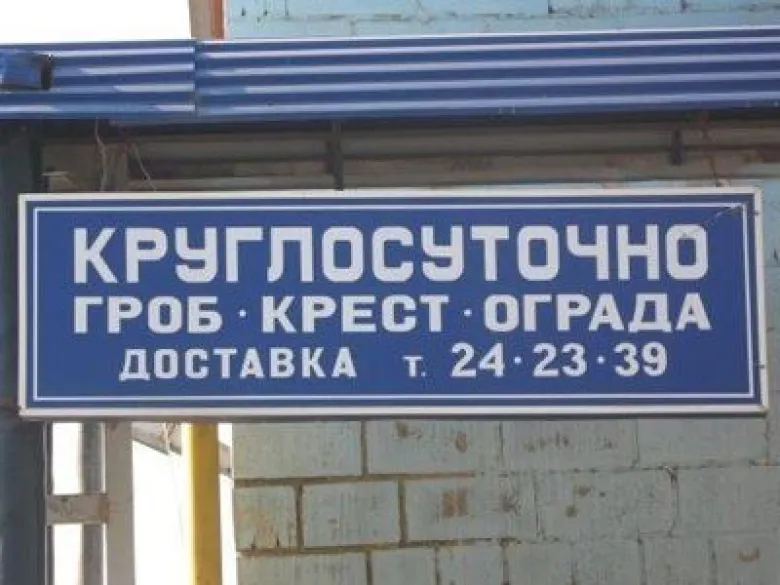 КРУГЛОСУТОЧНО
ГРОБ · КРЕСТ · ОГРАДА
ДОСТАВКА т. 24·23·39